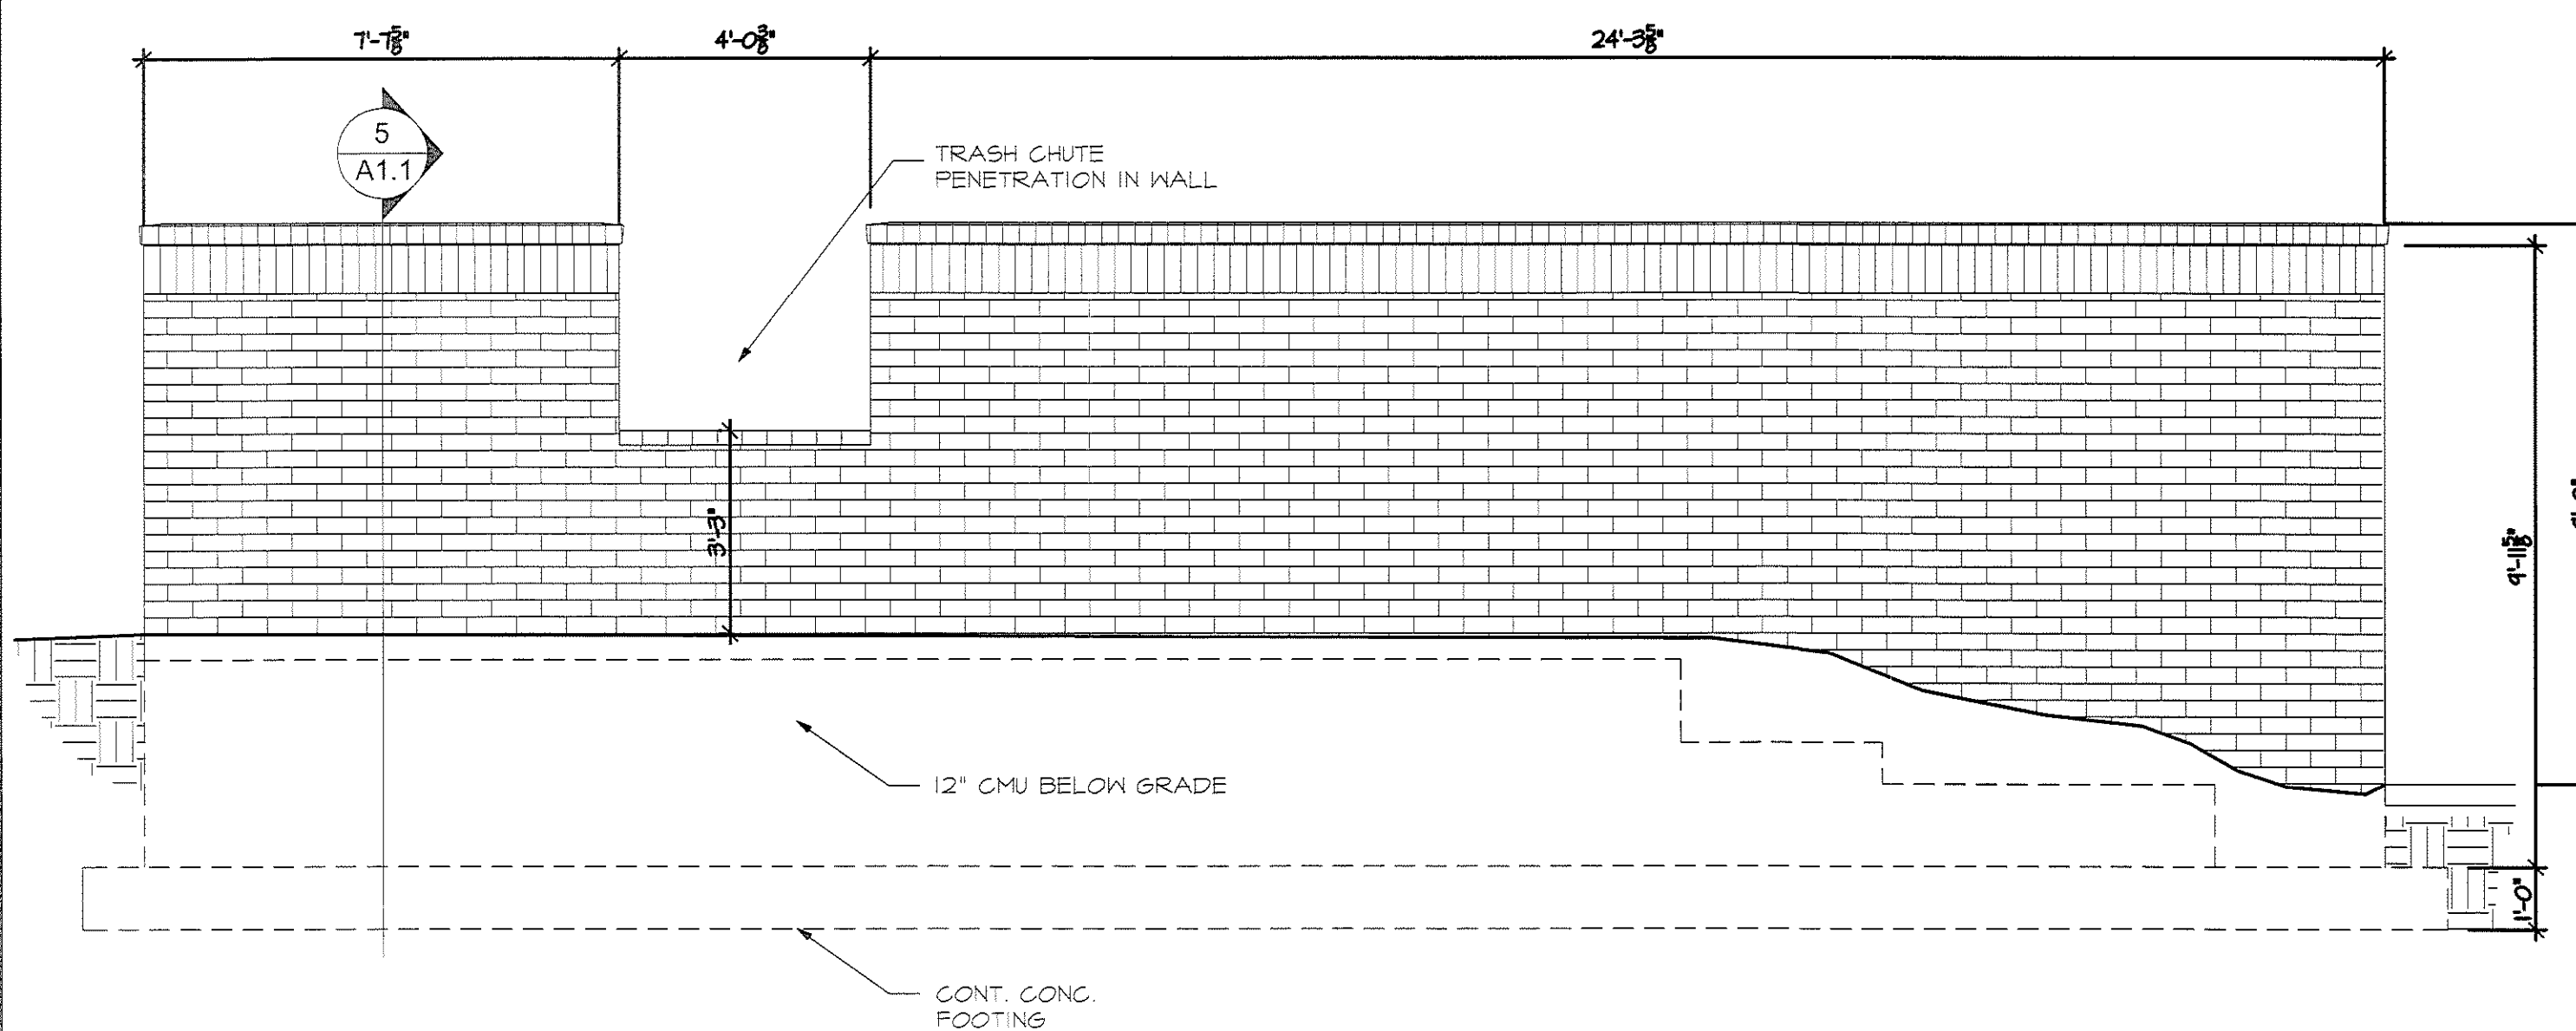 7'-7⅝"
4'-0⅜"
24'-3⅝"
5
A1.1
TRASH CHUTE
PENETRATION IN WALL
3'-3"
9'-11⅝"
12" CMU BELOW GRADE
1'-0"
CONT. CONC.
FOOTING